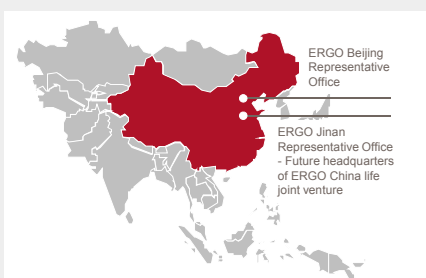 ERGO Beijing
Representative
Office
ERGO Jinan
Representative Office
- Future headquarters
of ERGO China life
joint venture